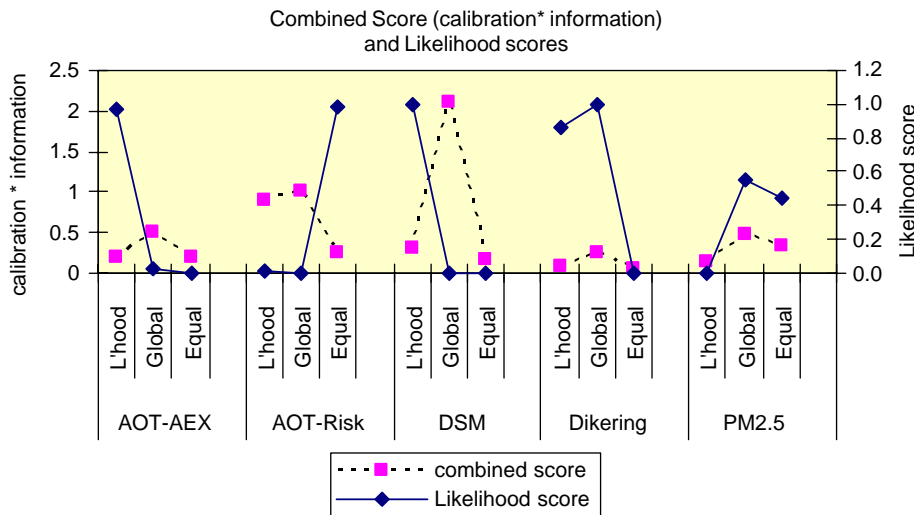 Combined Score (calibration* information)
and Likelihood scores
calibration * information
2.5
2
1.5
1
0.5
0
1.2
1.0
0.8
0.6
0.4
0.2
0.0
Likelihood score
L'hood
Global
Equal
L'hood
Global
Equal
L'hood
Global
Equal
L'hood
Global
Equal
L'hood
Global
Equal
AOT-AEX
AOT-Risk
DSM
Dikering
PM2.5
combined score
Likelihood score